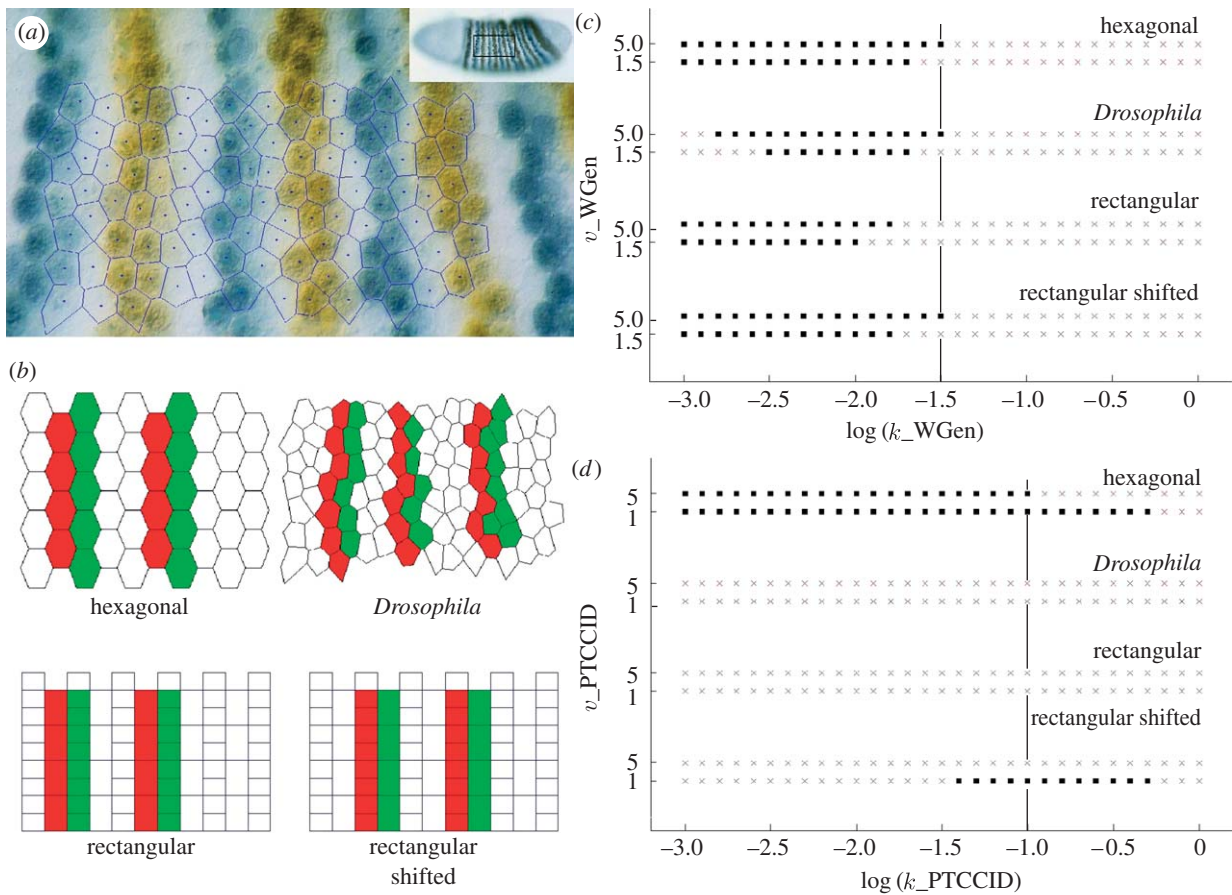 (a)
(b)
hexagonal
Drosophila
rectangular
rectangular
shifted
(c)
v_WGen
5.0
1.5
hexagonal
5.0
1.5
Drosophila
5.0
1.5
rectangular
5.0
1.5
rectangular shifted
−3.0 −2.5 −2.0 −1.5 −1.0 −0.5 0
log (k_WGen)
(d)
v_PTCCID
5
1
hexagonal
5
1
Drosophila
5
1
rectangular
rectangular shifted
5
1
−3.0 −2.5 −2.0 −1.5 −1.0 −0.5 0
log (k_PTCCID)